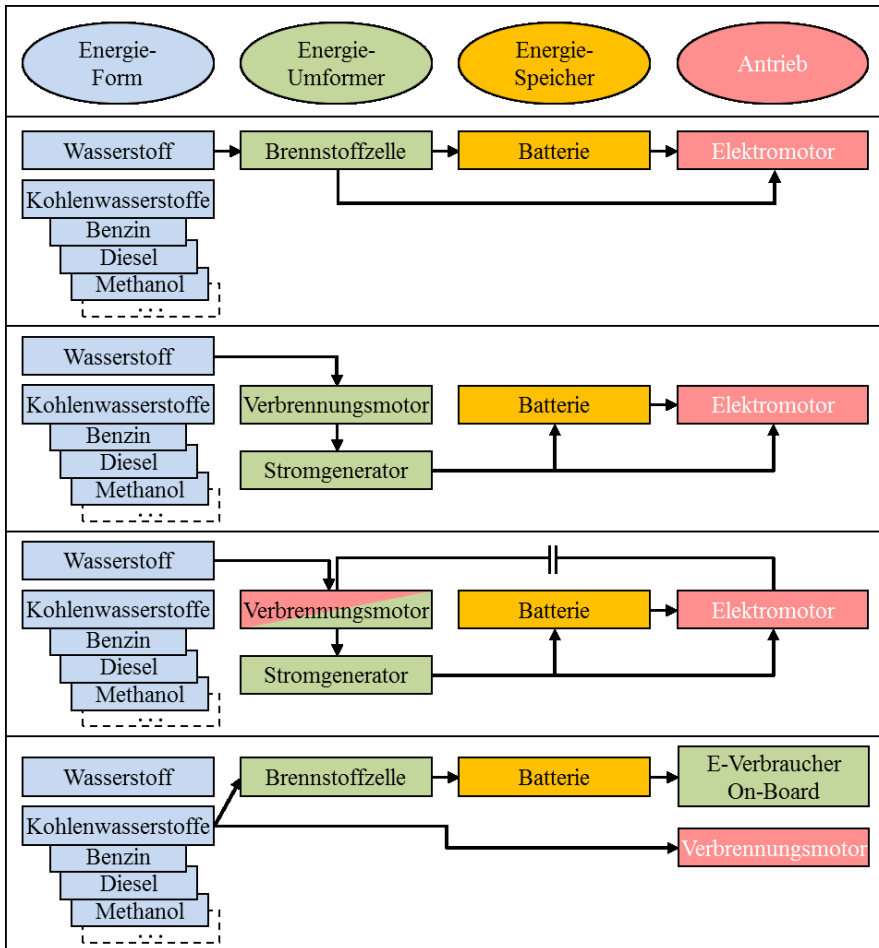 Energie-
Form
Energie-
Umformer
Energie-
Speicher
Antrieb
Wasserstoff
Brennstoffzelle
Batterie
Elektromotor
Kohlenwasserstoffe
Benzin
Diesel
Methanol
...
Wasserstoff
Kohlenwasserstoffe
Verbrennungsmotor
Batterie
Elektromotor
Benzin
Diesel
Stromgenerator
Methanol
...
Wasserstoff
Kohlenwasserstoffe
Verbrennungsmotor
Batterie
Elektromotor
Benzin
Diesel
Stromgenerator
Methanol
...
Wasserstoff
Brennstoffzelle
Batterie
E-Verbraucher
On-Board
Kohlenwasserstoffe
Verbrennungsmotor
Benzin
Diesel
Methanol
...